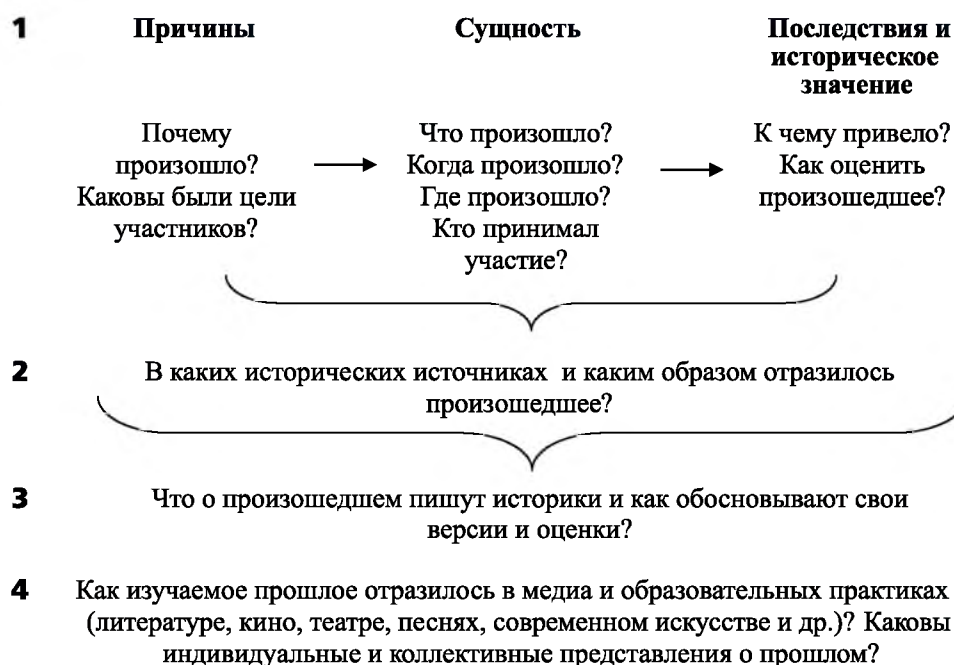 1 Причины Сущность Последствия и
историческое
значение
Почему Что произошло? К чему привело?
произошло? Когда произошло? Как оценить
Каковы были цели Где произошло? произошедшее?
участников? Кто принимал
участие?
2 В каких исторических источниках и каким образом отразилось
произошедшее?
3 Что о произошедшем пишут историки и как обосновывают свои
версии и оценки?
4 Как изучаемое прошлое отразилось в медиа и образовательных практиках
(литературе, кино, театре, песнях, современном искусстве и др.)? Каковы
индивидуальные и коллективные представления о прошлом?